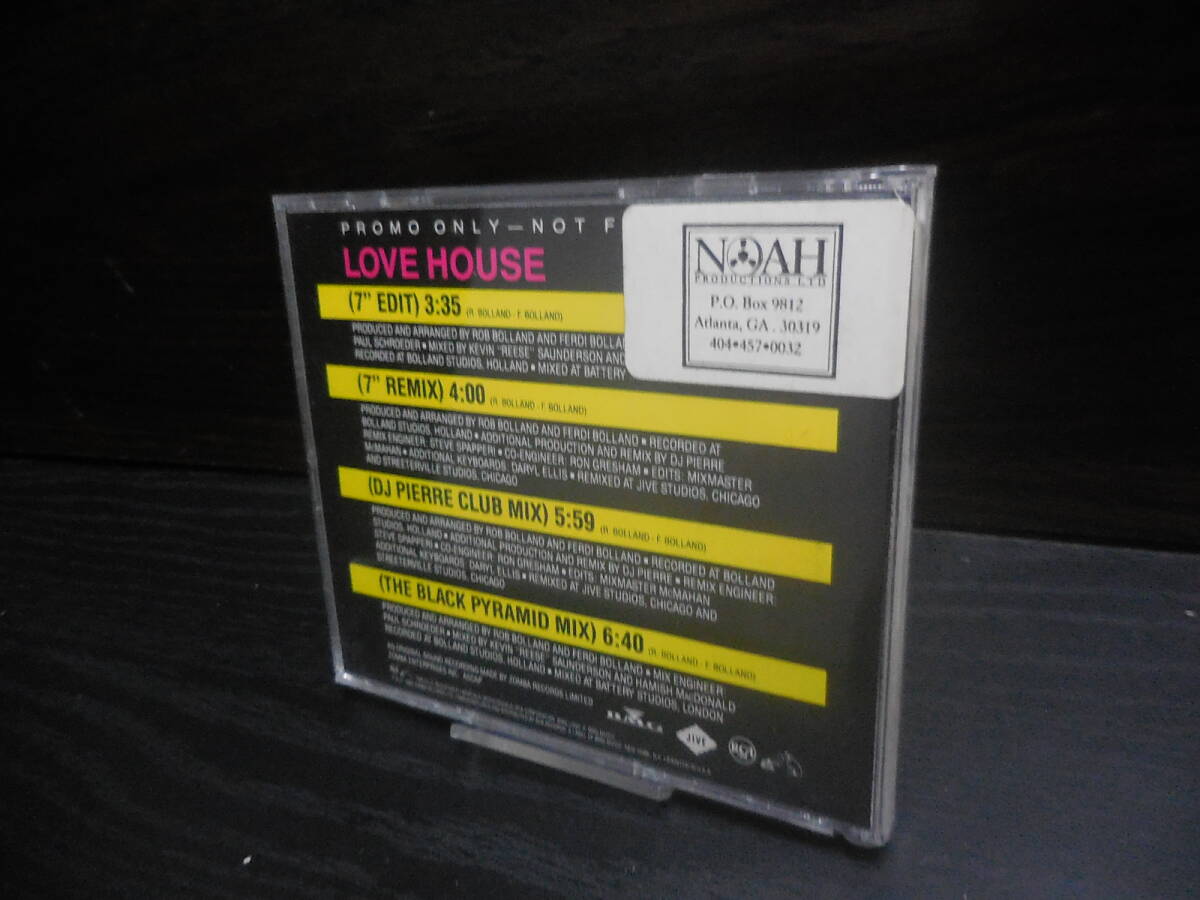 PROMO ONLY — NOT F
LOVE HOUSE
NOAH
PRODUCTIONS LTD
P.O. Box 9812
Atlanta, GA. 30319
404•457•0032
(7" EDIT) 3:35 (R. BOLLAND - F. BOLLAND)
PRODUCED AND ARRANGED BY ROB BOLLAND AND FERDI BOLLA
PAUL SCHROEDER • MIXED BY KEVIN "REESE" SAUNDERSON AND
RECORDED AT BOLLAND STUDIOS, HOLLAND • MIXED AT BATTERY
(7" REMIX) 4:00 (R. BOLLAND - F. BOLLAND)
PRODUCED AND ARRANGED BY ROB BOLLAND AND FERDI BOLLAND • RECORDED AT
BOLLAND STUDIOS, HOLLAND • ADDITIONAL PRODUCTION AND REMIX BY DJ PIERRE
REMIX ENGINEER: STEVE SPAPPERI • CO-ENGINEER: RON GRESHAM • EDITS: MIXMASTER
McMAHAN • ADDITIONAL KEYBOARDS, DARYL ELLIS • REMIXED AT JIVE STUDIOS, CHICAGO
AND STREETERVILLE STUDIOS, CHICAGO
(DJ PIERRE CLUB MIX) 5:59 (R. BOLLAND - F. BOLLAND)
PRODUCED AND ARRANGED BY ROB BOLLAND AND FERDI BOLLAND • RECORDED AT BOLLAND
STUDIOS, HOLLAND • ADDITIONAL PRODUCTION AND REMIX BY DJ PIERRE • REMIX ENGINEER:
STEVE SPAPPERI • CO-ENGINEER: RON GRESHAM • EDITS: MIXMASTER McMAHAN
ADDITIONAL KEYBOARDS, DARYL ELLIS • REMIXED AT JIVE STUDIOS, CHICAGO AND
STREETERVILLE STUDIOS, CHICAGO
(THE BLACK PYRAMID MIX) 6:40 (R. BOLLAND - F. BOLLAND)
PRODUCED AND ARRANGED BY ROB BOLLAND AND FERDI BOLLAND • MIX ENGINEER:
PAUL SCHROEDER • MIXED BY KEVIN "REESE" SAUNDERSON AND HAMISH McDONALD
RECORDED AT BOLLAND STUDIOS, HOLLAND • MIXED AT BATTERY STUDIOS, LONDON
ORIGINAL SOUND RECORDING MADE BY ZOMBA RECORDS LIMITED
ZOMBA ENTERPRISES INC. ASCAP
BMG
JIVE
RCA